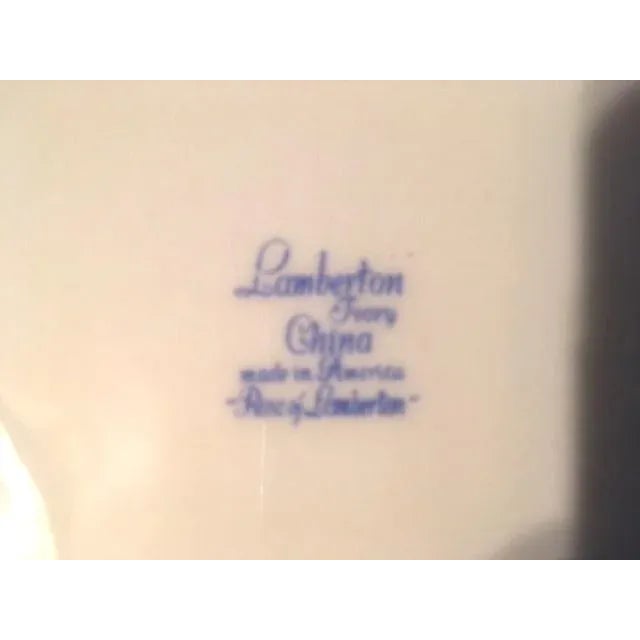 Lamberton
Ivory
China
made in America
-Rose of Lamberton-